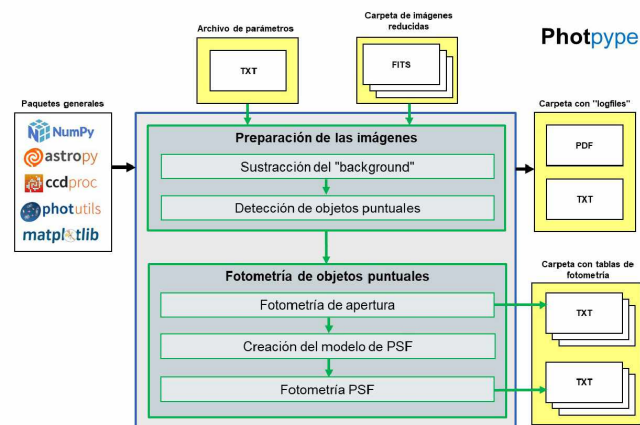 Archivo de parámetros
TXT
Carpeta de imágenes
reducidas
FITS
Photpype
Paquetes generales
NumPy
astropy
ccdproc
photutils
matplotlib
Preparación de las imágenes
Sustracción del "background"
Detección de objetos puntuales
Fotometría de objetos puntuales
Fotometría de apertura
Creación del modelo de PSF
Fotometría PSF
Carpeta con "logfiles"
PDF
TXT
Carpeta con tablas de
fotometría
TXT
TXT